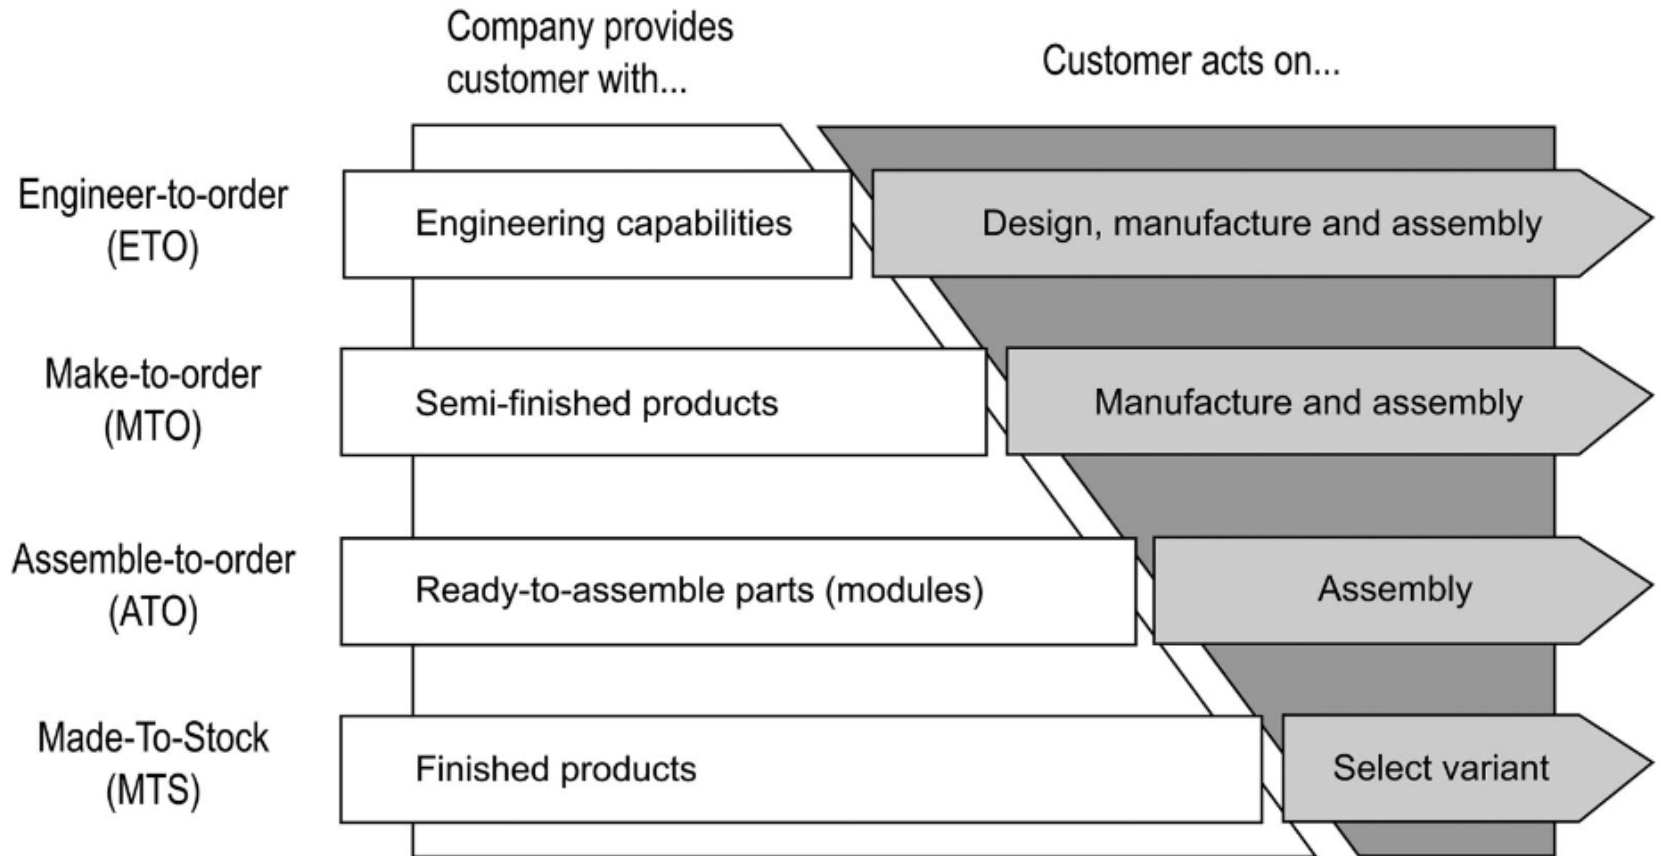 Company provides
customer with...
Customer acts on...
Engineer-to-order
(ETO)
Engineering capabilities
Design, manufacture and assembly
Make-to-order
(MTO)
Semi-finished products
Manufacture and assembly
Assemble-to-order
(ATO)
Ready-to-assemble parts (modules)
Assembly
Made-To-Stock
(MTS)
Finished products
Select variant